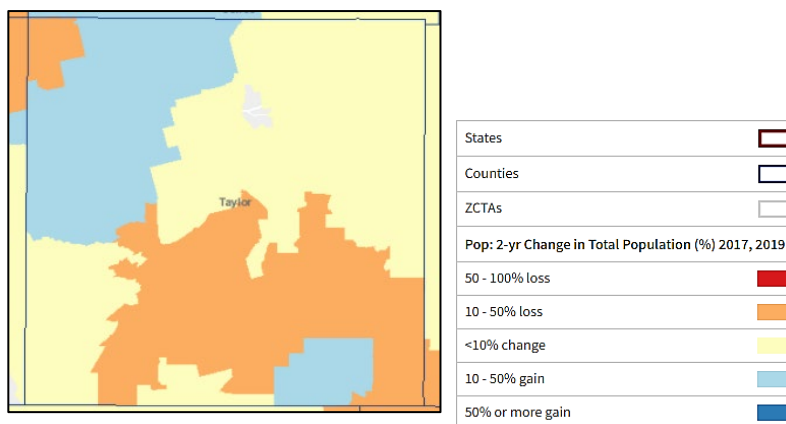 Taylor
States
Counties
ZCTAs
Pop: 2-yr Change in Total Population (%) 2017, 2019
50 - 100% loss
10 - 50% loss
<10% change
10 - 50% gain
50% or more gain